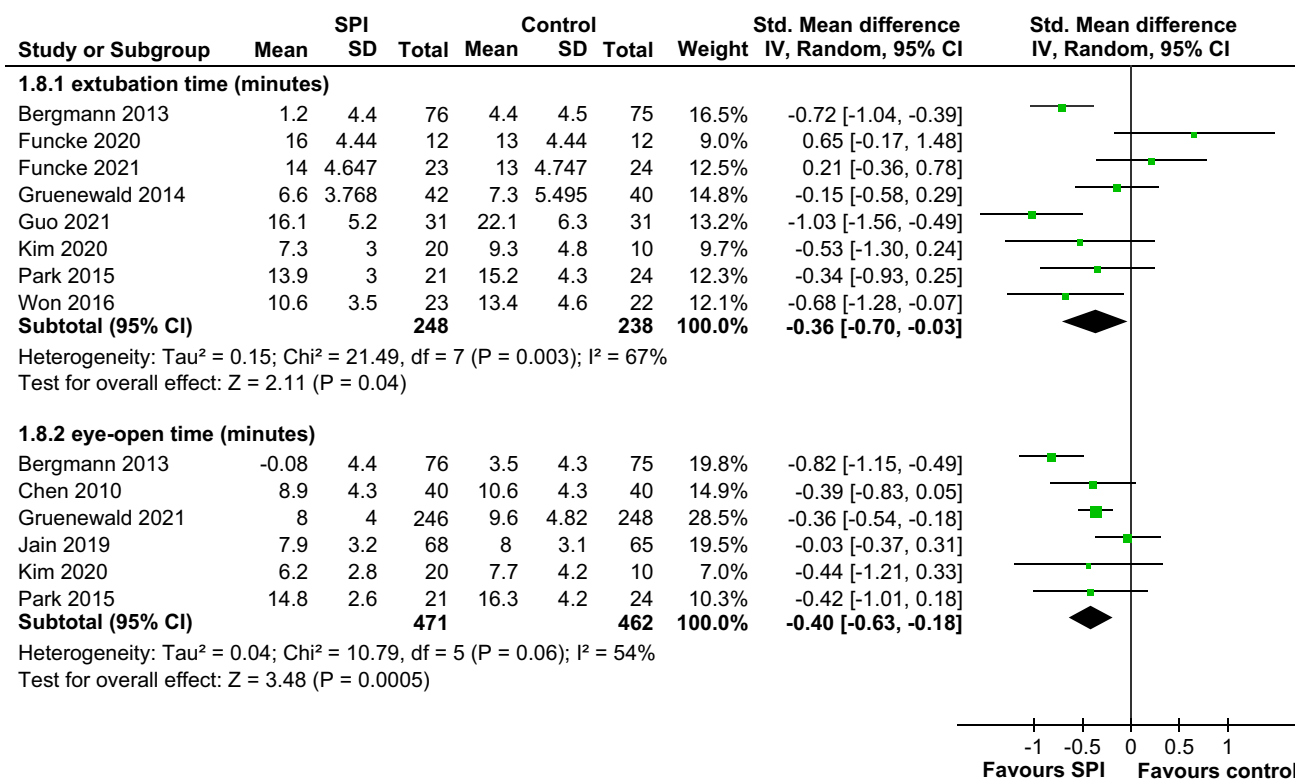 SPI Control Std. Mean difference Std. Mean difference
Study or Subgroup Mean SD Total Mean SD Total Weight IV, Random, 95% CI IV, Random, 95% CI
1.8.1 extubation time (minutes)
Bergmann 2013 1.2 4.4 76 4.4 4.5 75 16.5% -0.72 [-1.04, -0.39]
Funcke 2020 16 4.44 12 13 4.44 12 9.0% 0.65 [-0.17, 1.48]
Funcke 2021 14 4.647 23 13 4.747 24 12.5% 0.21 [-0.36, 0.78]
Gruenewald 2014 6.6 3.768 42 7.3 5.495 40 14.8% -0.15 [-0.58, 0.29]
Guo 2021 16.1 5.2 31 22.1 6.3 31 13.2% -1.03 [-1.56, -0.49]
Kim 2020 7.3 3 20 9.3 4.8 10 9.7% -0.53 [-1.30, 0.24]
Park 2015 13.9 3 21 15.2 4.3 24 12.3% -0.34 [-0.93, 0.25]
Won 2016 10.6 3.5 23 13.4 4.6 22 12.1% -0.68 [-1.28, -0.07]
Subtotal (95% CI) 248 238 100.0% -0.36 [-0.70, -0.03]
Heterogeneity: Tau² = 0.15; Chi² = 21.49, df = 7 (P = 0.003); I² = 67%
Test for overall effect: Z = 2.11 (P = 0.04)
1.8.2 eye-open time (minutes)
Bergmann 2013 -0.08 4.4 76 3.5 4.3 75 19.8% -0.82 [-1.15, -0.49]
Chen 2010 8.9 4.3 40 10.6 4.3 40 14.9% -0.39 [-0.83, 0.05]
Gruenewald 2021 8 4 246 9.6 4.82 248 28.5% -0.36 [-0.54, -0.18]
Jain 2019 7.9 3.2 68 8 3.1 65 19.5% -0.03 [-0.37, 0.31]
Kim 2020 6.2 2.8 20 7.7 4.2 10 7.0% -0.44 [-1.21, 0.33]
Park 2015 14.8 2.6 21 16.3 4.2 24 10.3% -0.42 [-1.01, 0.18]
Subtotal (95% CI) 471 462 100.0% -0.40 [-0.63, -0.18]
Heterogeneity: Tau² = 0.04; Chi² = 10.79, df = 5 (P = 0.06); I² = 54%
Test for overall effect: Z = 3.48 (P = 0.0005)
-1 -0.5 0 0.5 1
Favours SPI Favours control